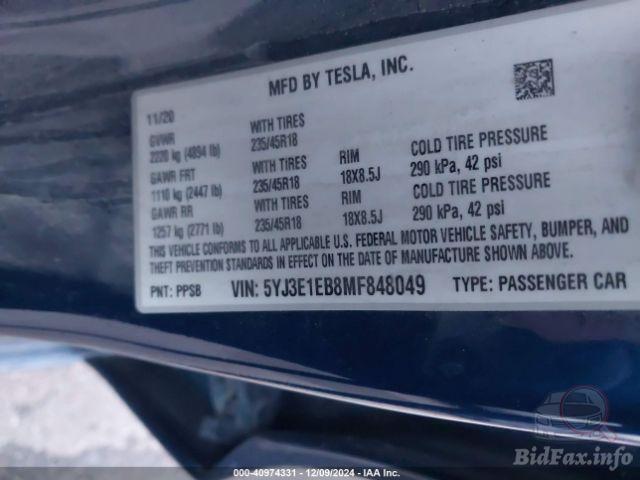 MFD BY TESLA, INC.
11/20
GVWR WITH TIRES
2220 kg (4894 lb) 235/45R18
GAWR FRT WITH TIRES RIM COLD TIRE PRESSURE
1110 kg (2447 lb) 235/45R18 18X8.5J 290 kPa, 42 psi
GAWR RR WITH TIRES RIM COLD TIRE PRESSURE
1257 kg (2771 lb) 235/45R18 18X8.5J 290 kPa, 42 psi
THIS VEHICLE CONFORMS TO ALL APPLICABLE U.S. FEDERAL MOTOR VEHICLE SAFETY, BUMPER, AND
THEFT PREVENTION STANDARDS IN EFFECT ON THE DATE OF MANUFACTURE SHOWN ABOVE.
PNT: PPSB VIN: 5YJ3E1EB8MF848049 TYPE: PASSENGER CAR
000-40974331 - 12/09/2024 - IAA Inc.
BidFax.info